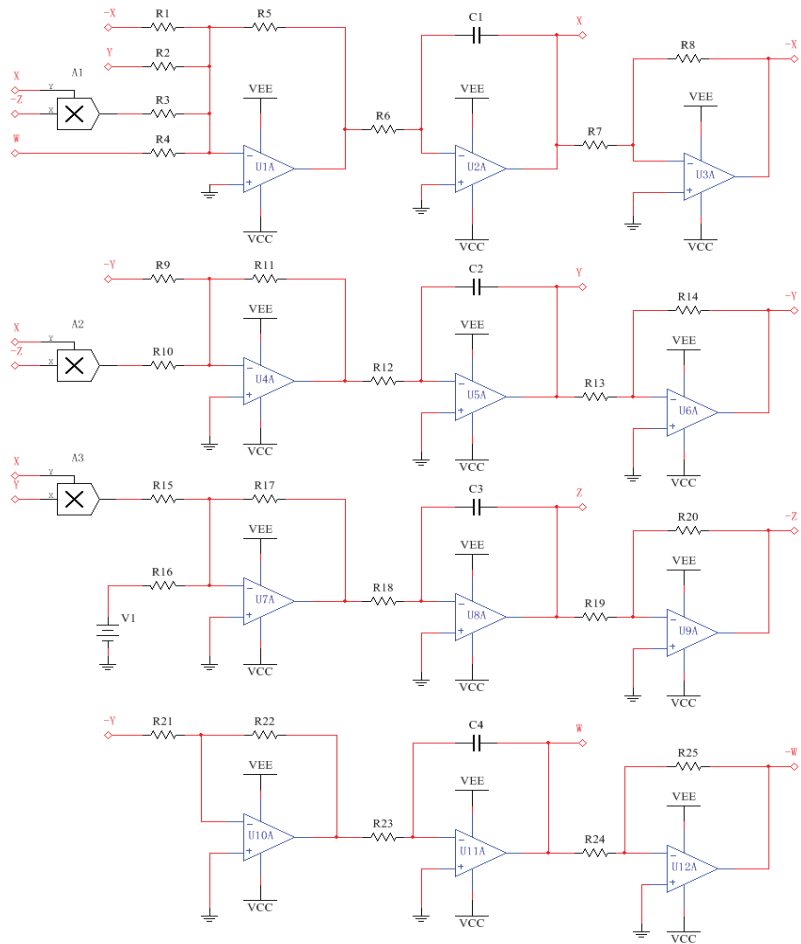 -X R1 R5 C1 X
Y R2 R8 -X
X A1 Y
-Z X R3 VEE R6 VEE R7 VEE
W R4
U1A U2A U3A
VCC VCC VCC
-Y R9 R11 C2 Y
R14 -Y
X A2 Y VEE VEE VEE
-Z X R10 R12 R13
U4A U5A U6A
VCC VCC VCC
X A3 Y
Y X R15 R17 C3 Z
R20 -Z
VEE VEE VEE
R16 R18 R19
V1 U7A U8A U9A
VCC VCC VCC
-Y R21 R22 C4 W
R25 -W
VEE VEE VEE
R23 R24
U10A U11A U12A
VCC VCC VCC